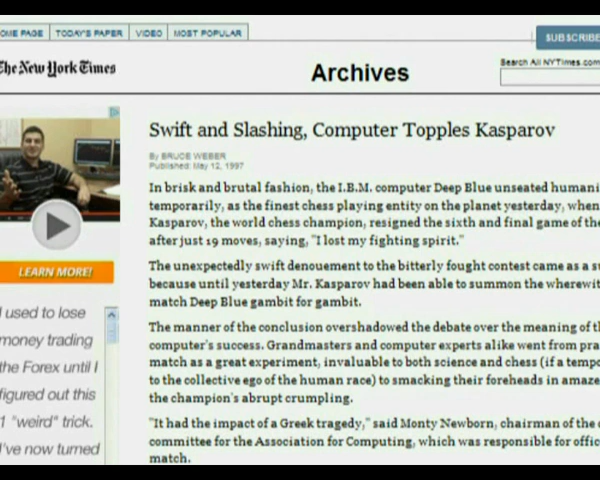 OME PAGE TODAY'S PAPER VIDEO MOST POPULAR
SUBSCRIBE
The New York Times
Archives
Search All NYTimes.com
Swift and Slashing, Computer Topples Kasparov
By BRUCE WEBER
Published: May 12, 1997
In brisk and brutal fashion, the I.B.M. computer Deep Blue unseated humani
temporarily, as the finest chess playing entity on the planet yesterday, when
Kasparov, the world chess champion, resigned the sixth and final game of the
after just 19 moves, saying, "I lost my fighting spirit."
The unexpectedly swift denouement to the bitterly fought contest came as a su
because until yesterday Mr. Kasparov had been able to summon the wherewit
match Deep Blue gambit for gambit.
The manner of the conclusion overshadowed the debate over the meaning of th
computer's success. Grandmasters and computer experts alike went from pra
match as a great experiment, invaluable to both science and chess (if a tempo
to the collective ego of the human race) to smacking their foreheads in amaze
the champion's abrupt crumpling.
"It had the impact of a Greek tragedy," said Monty Newborn, chairman of the c
committee for the Association for Computing, which was responsible for offic
match.
LEARN MORE!
I used to lose
money trading
the Forex until I
figured out this
1 "weird" trick.
I've now turned